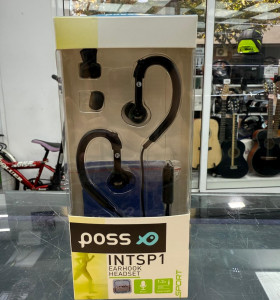 poss
INTSP1
EARHOOK
HEADSET
SPORT